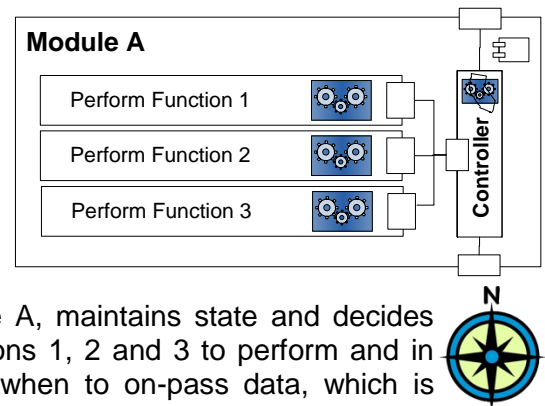 Module A
Perform Function 1
Perform Function 2
Perform Function 3
Controller
N
A, maintains state and decides
1, 2 and 3 to perform and in
when to on-pass data, which is